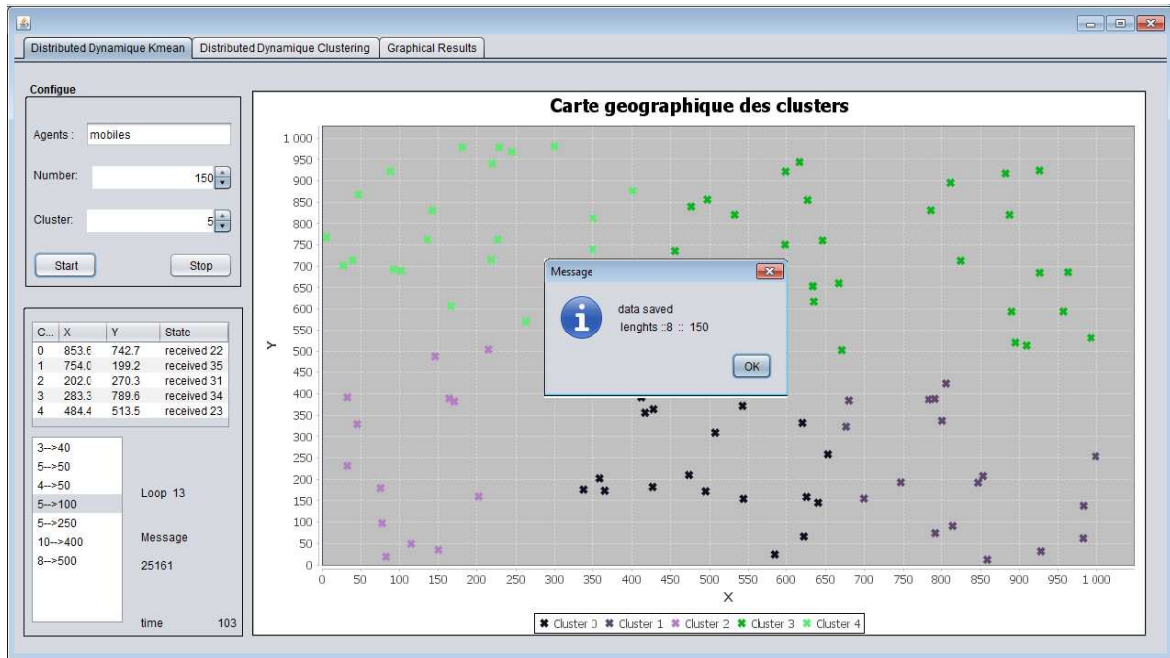 Distributed Dynamique Kmean Distributed Dynamique Clustering Graphical Results
Configue
Agents : mobiles
Number: 150
Cluster: 5
Start Stop
C... X Y State
0 853.6 742.7 received 22
1 754.0 199.2 received 35
2 202.0 270.3 received 31
3 283.3 789.6 received 34
4 484.4 513.5 received 23
3-->40
5-->50
4-->50
5-->100
5-->250
10-->400
8-->500
Loop 13
Message
25161
time 103
Carte geographique des clusters
Y
1 000
950
900
850
800
750
700
650
600
550
500
450
400
350
300
250
200
150
100
50
0
0 50 100 150 200 250 300 350 400 450 500 550 600 650 700 750 800 850 900 950 1 000
X
Cluster 0 Cluster 1 Cluster 2 Cluster 3 Cluster 4
Message
data saved
lenghts ::8 :: 150
OK